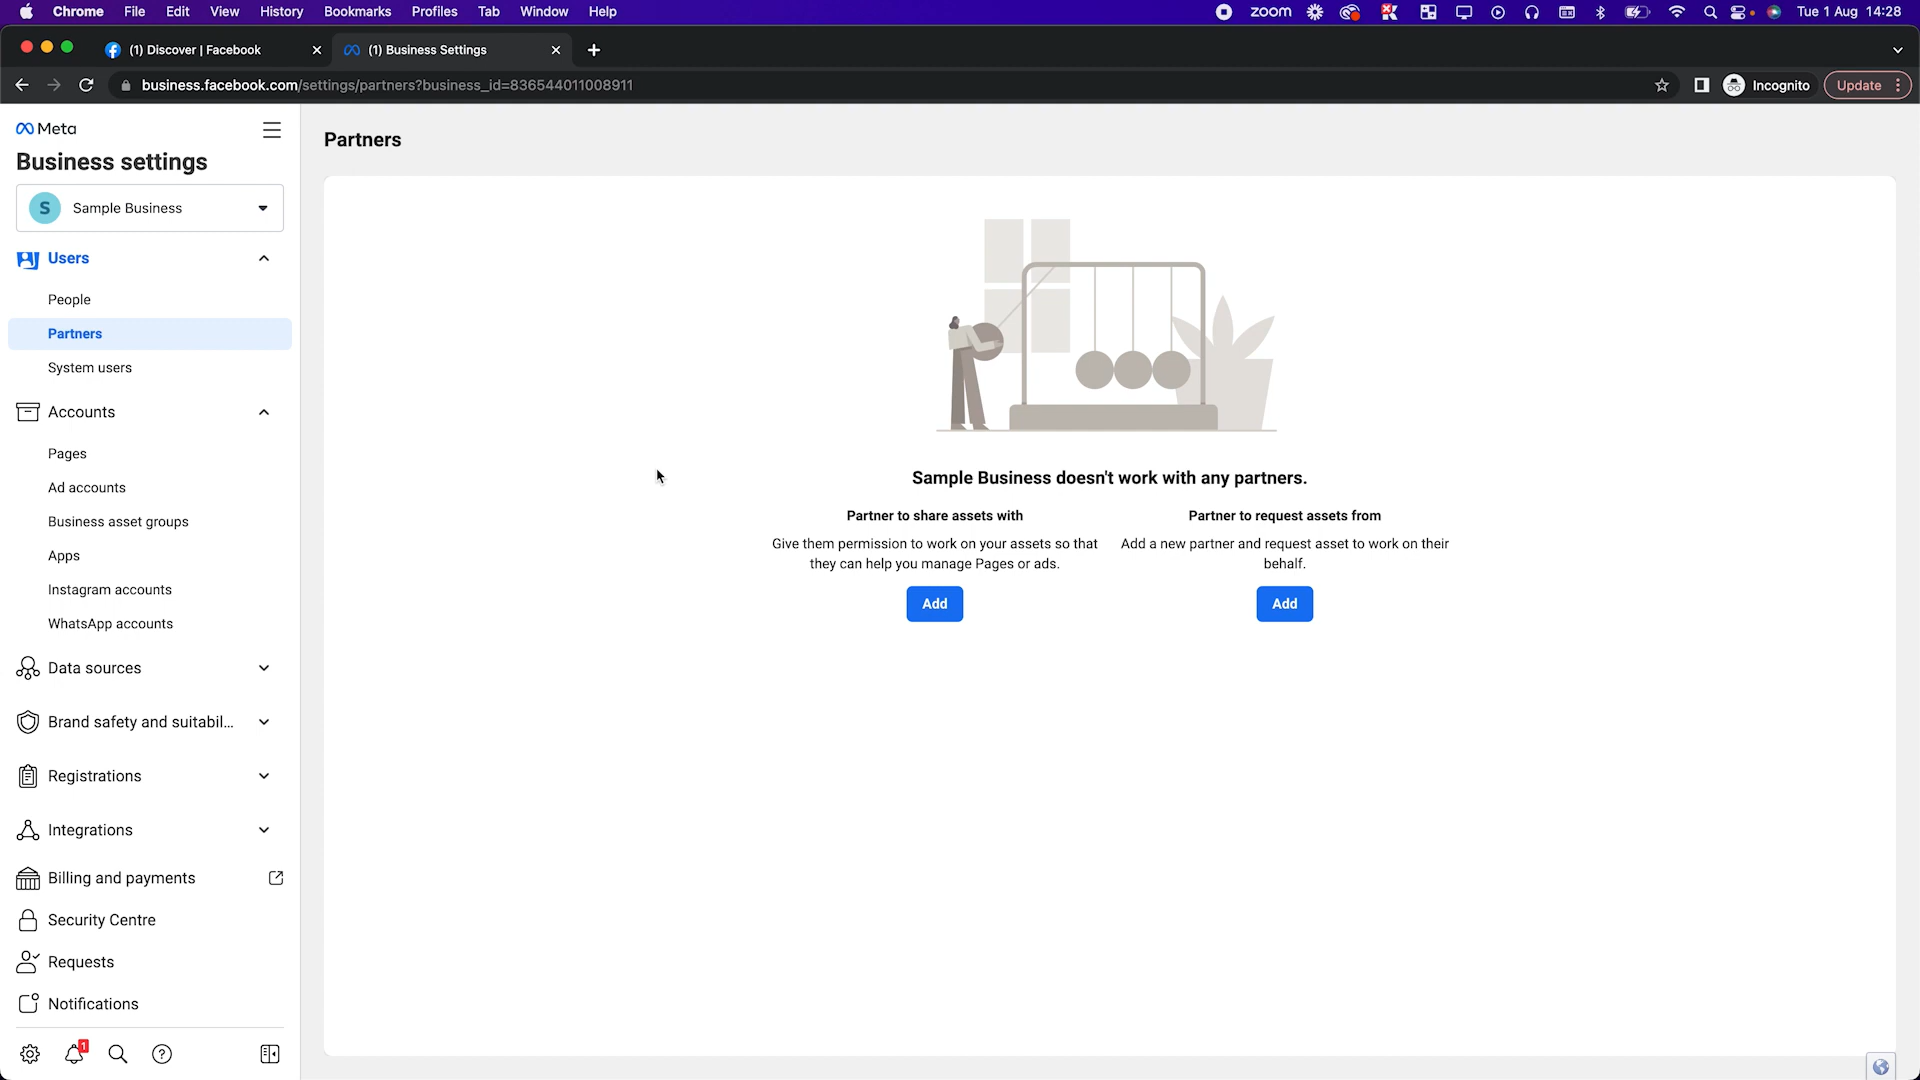 Chrome File Edit View History Bookmarks Profiles Tab Window Help zoom Tue 1 Aug 14:28
(1) Discover | Facebook (1) Business Settings
business.facebook.com/settings/partners?business_id=836544011008911 Incognito Update
Meta
Business settings
S Sample Business
Users
People
Partners
System users
Accounts
Pages
Ad accounts
Business asset groups
Apps
Instagram accounts
WhatsApp accounts
Data sources
Brand safety and suitabil...
Registrations
Integrations
Billing and payments
Security Centre
Requests
Notifications
1
Partners
Sample Business doesn't work with any partners.
Partner to share assets with
Give them permission to work on your assets so that
they can help you manage Pages or ads.
Add
Partner to request assets from
Add a new partner and request asset to work on their
behalf.
Add